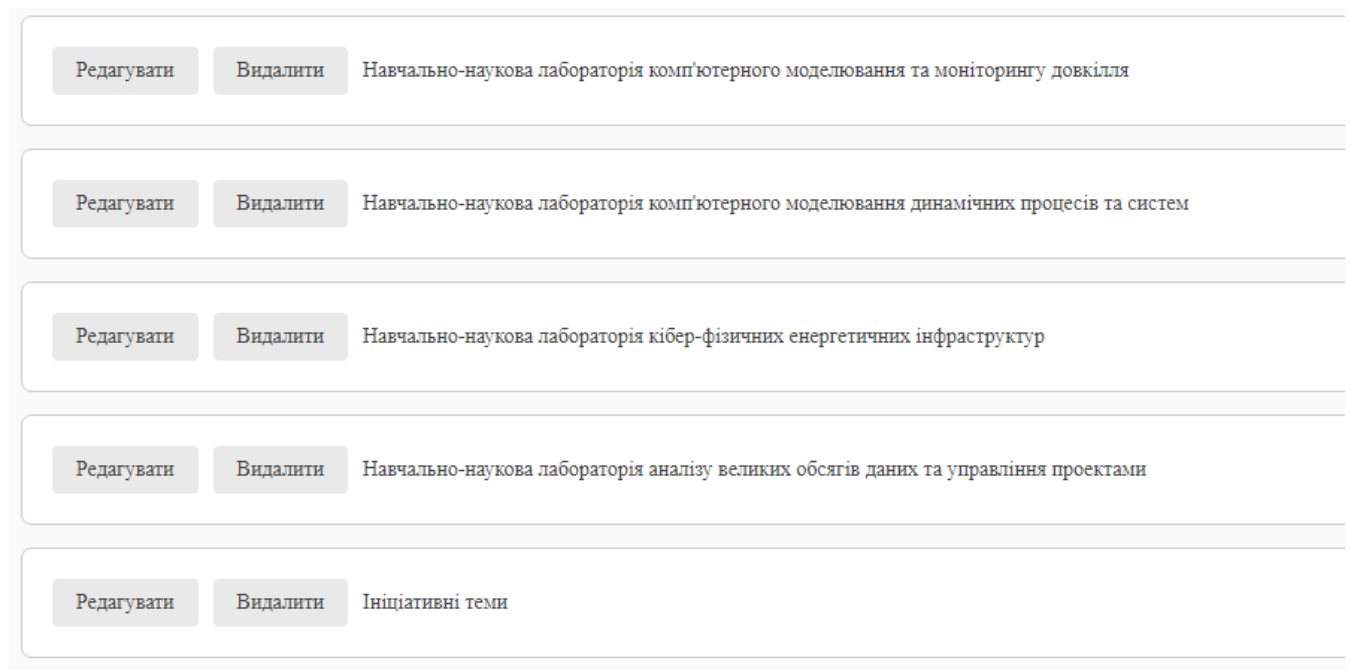 Редагувати Видалити Навчально-наукова лабораторія комп'ютерного моделювання та моніторингу довкілля
Редагувати Видалити Навчально-наукова лабораторія комп'ютерного моделювання динамічних процесів та систем
Редагувати Видалити Навчально-наукова лабораторія кібер-фізичних енергетичних інфраструктур
Редагувати Видалити Навчально-наукова лабораторія аналізу великих обсягів даних та управління проектами
Редагувати Видалити Ініціативні теми